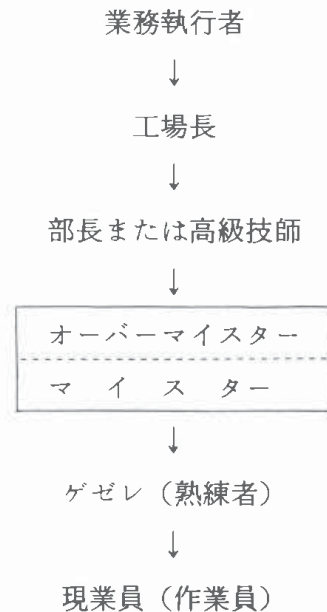 業務執行者
↓
工場長
↓
部長または高級技師
↓
オーバーマイスター
マイスター
↓
ゲゼレ（熟練者）
↓
現業員（作業員）